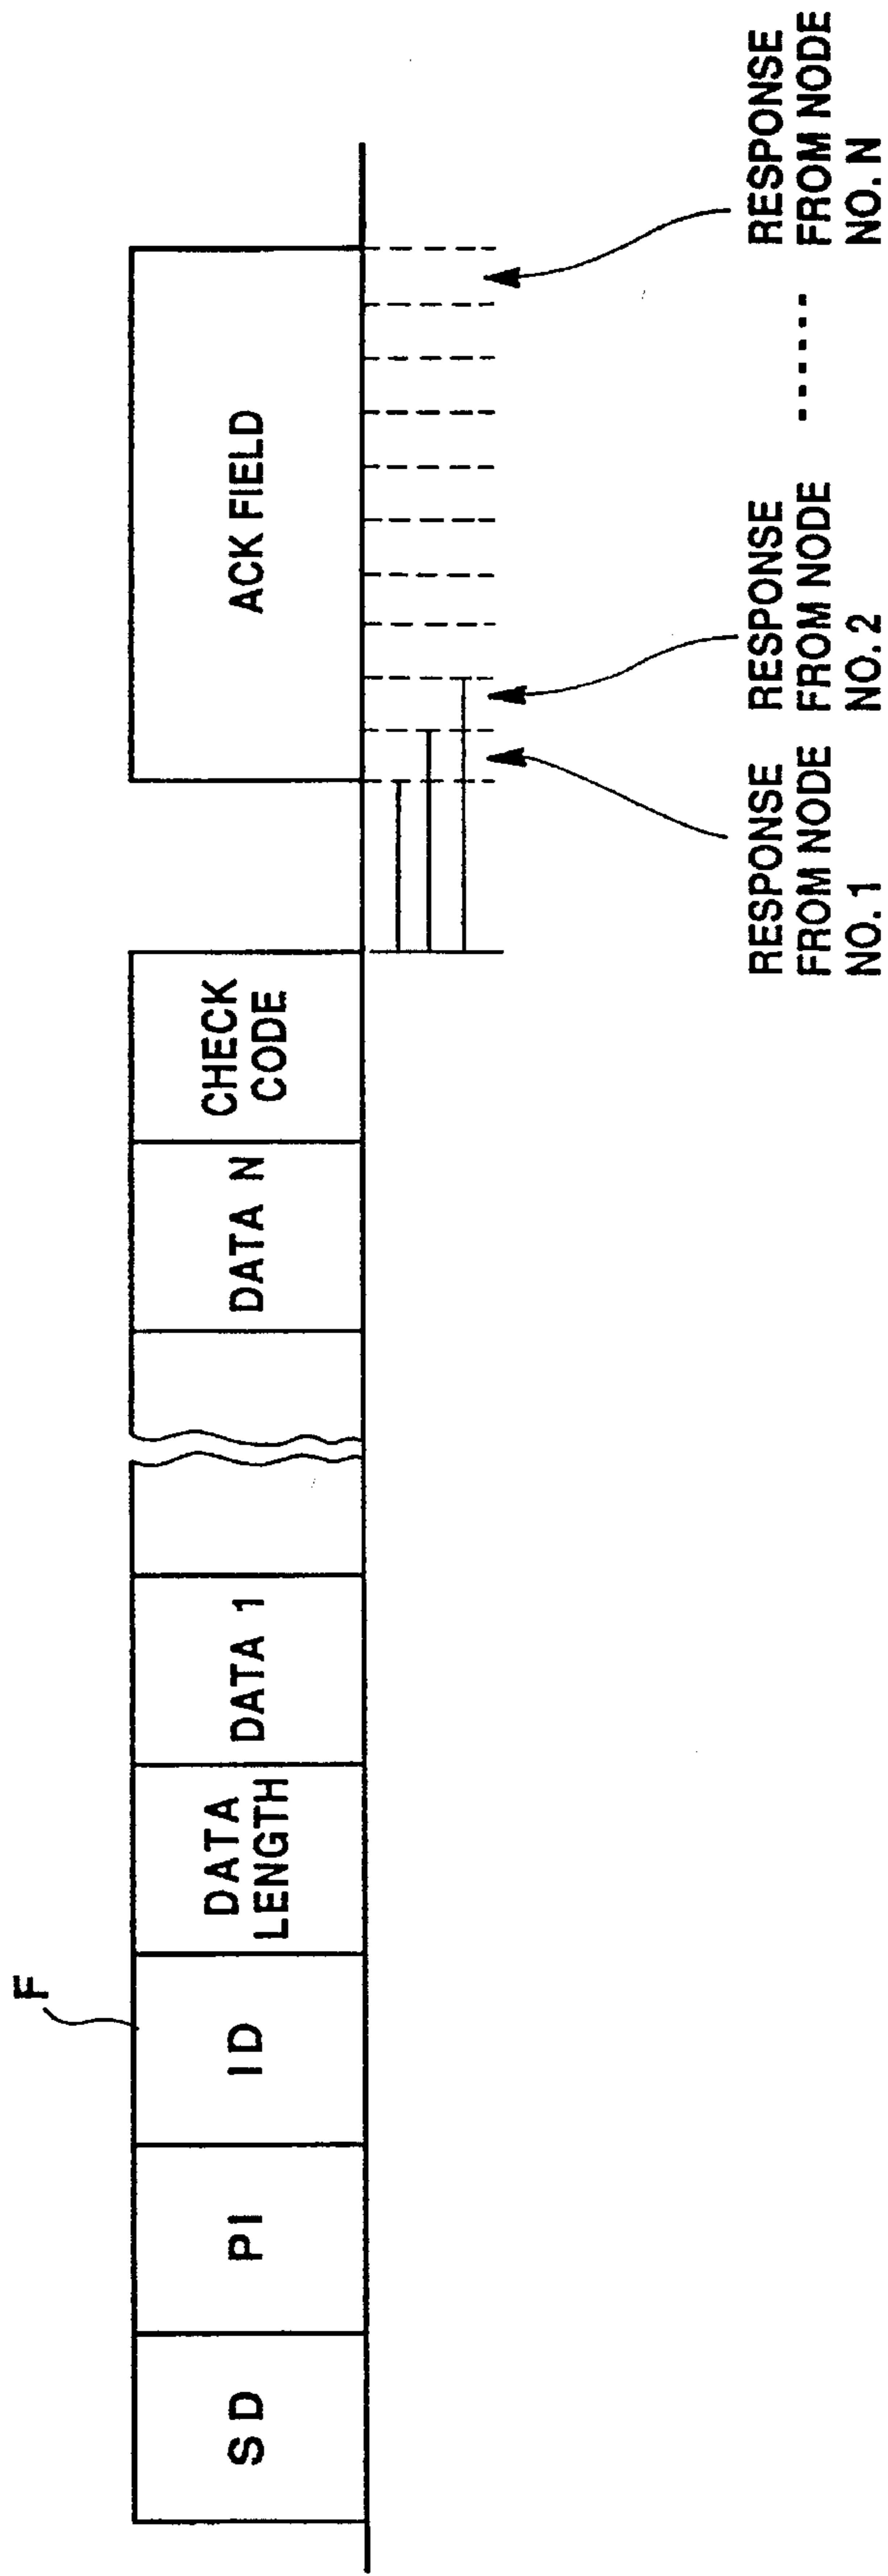 F
SD
PI
ID
DATA
LENGTH
DATA 1
DATA N
CHECK
CODE
ACK FIELD
RESPONSE
FROM NODE
NO. 1
RESPONSE
FROM NODE
NO. 2
RESPONSE
FROM NODE
NO. N